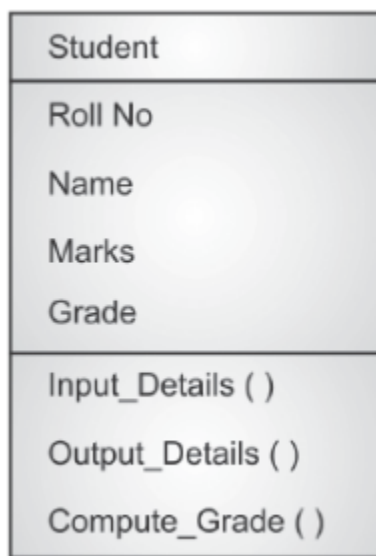 Student
Roll No
Name
Marks
Grade
Input_Details ( )
Output_Details ( )
Compute_Grade ( )